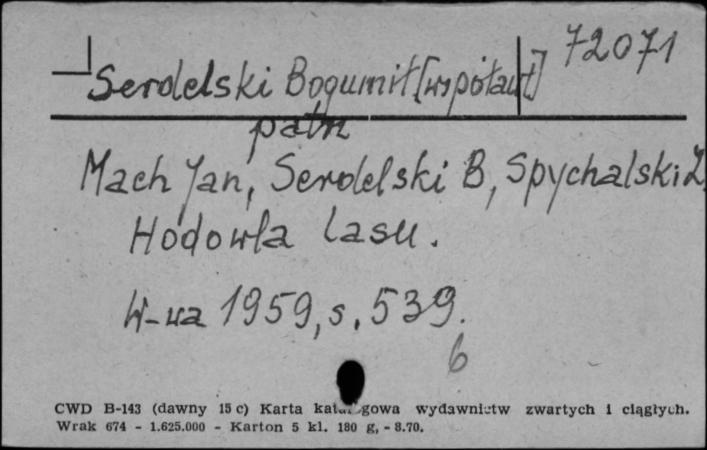 72071
Serdelski Bogumił [współaut]
patrz
Mach Jan, Serdelski B, Spychalski Z.
Hodowla lasu.
W-wa 1959, s. 539.
6
CWD B-143 (dawny 15 c) Karta katalogowa wydawnictw zwartych i ciągłych.
Wrak 674 - 1.625.000 - Karton 5 kl. 180 g, - 8.70.